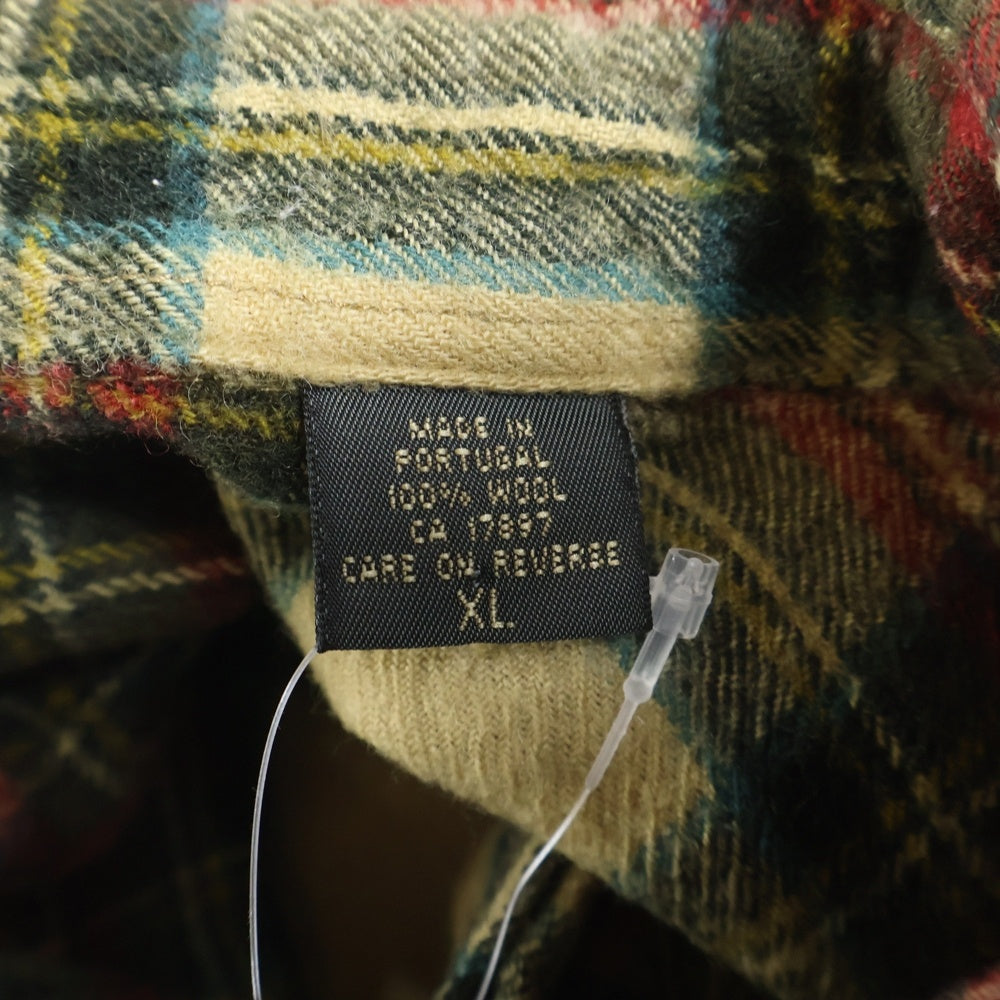 MADE IN
PORTUGAL
100% WOOL
CA 17897
CARE ON REVERSE
XL